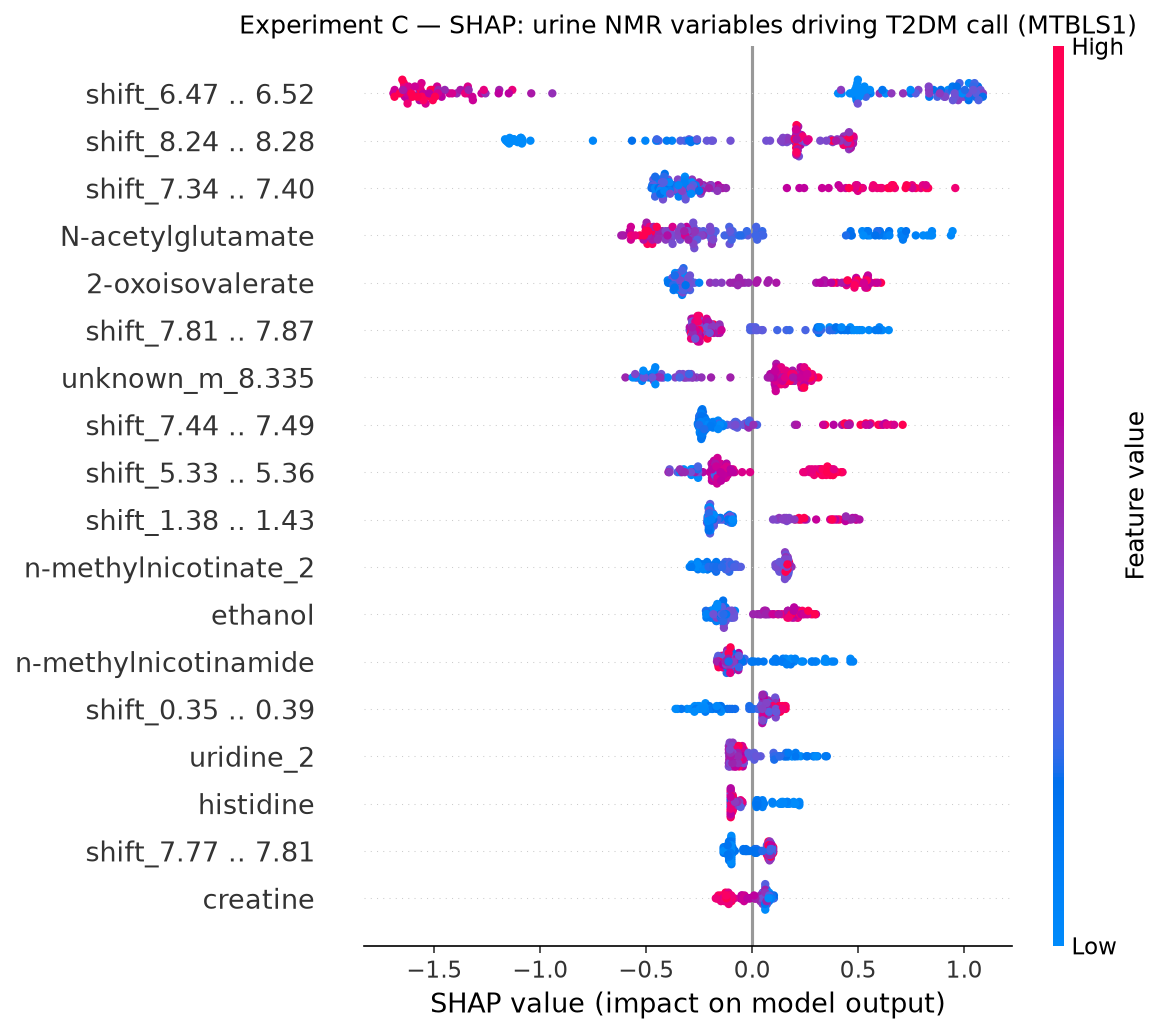 Experiment C — SHAP: urine NMR variables driving T2DM call (MTBLS1)
High
shift_6.47 .. 6.52
shift_8.24 .. 8.28
shift_7.34 .. 7.40
N-acetylglutamate
2-oxoisovalerate
shift_7.81 .. 7.87
unknown_m_8.335
shift_7.44 .. 7.49
shift_5.33 .. 5.36
shift_1.38 .. 1.43
n-methylnicotinate_2
ethanol
n-methylnicotinamide
shift_0.35 .. 0.39
uridine_2
histidine
shift_7.77 .. 7.81
creatine
Feature value
Low
−1.5 −1.0 −0.5 0.0 0.5 1.0
SHAP value (impact on model output)